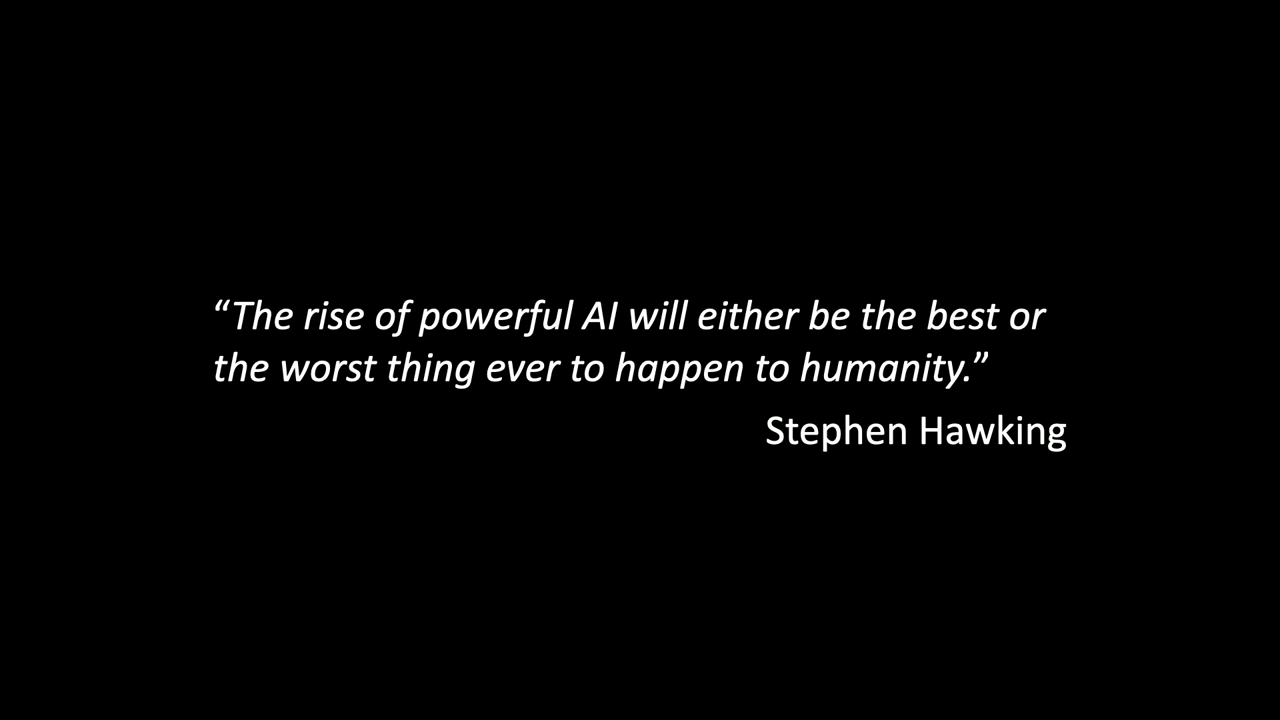 “The rise of powerful AI will either be the best or
the worst thing ever to happen to humanity.”
Stephen Hawking